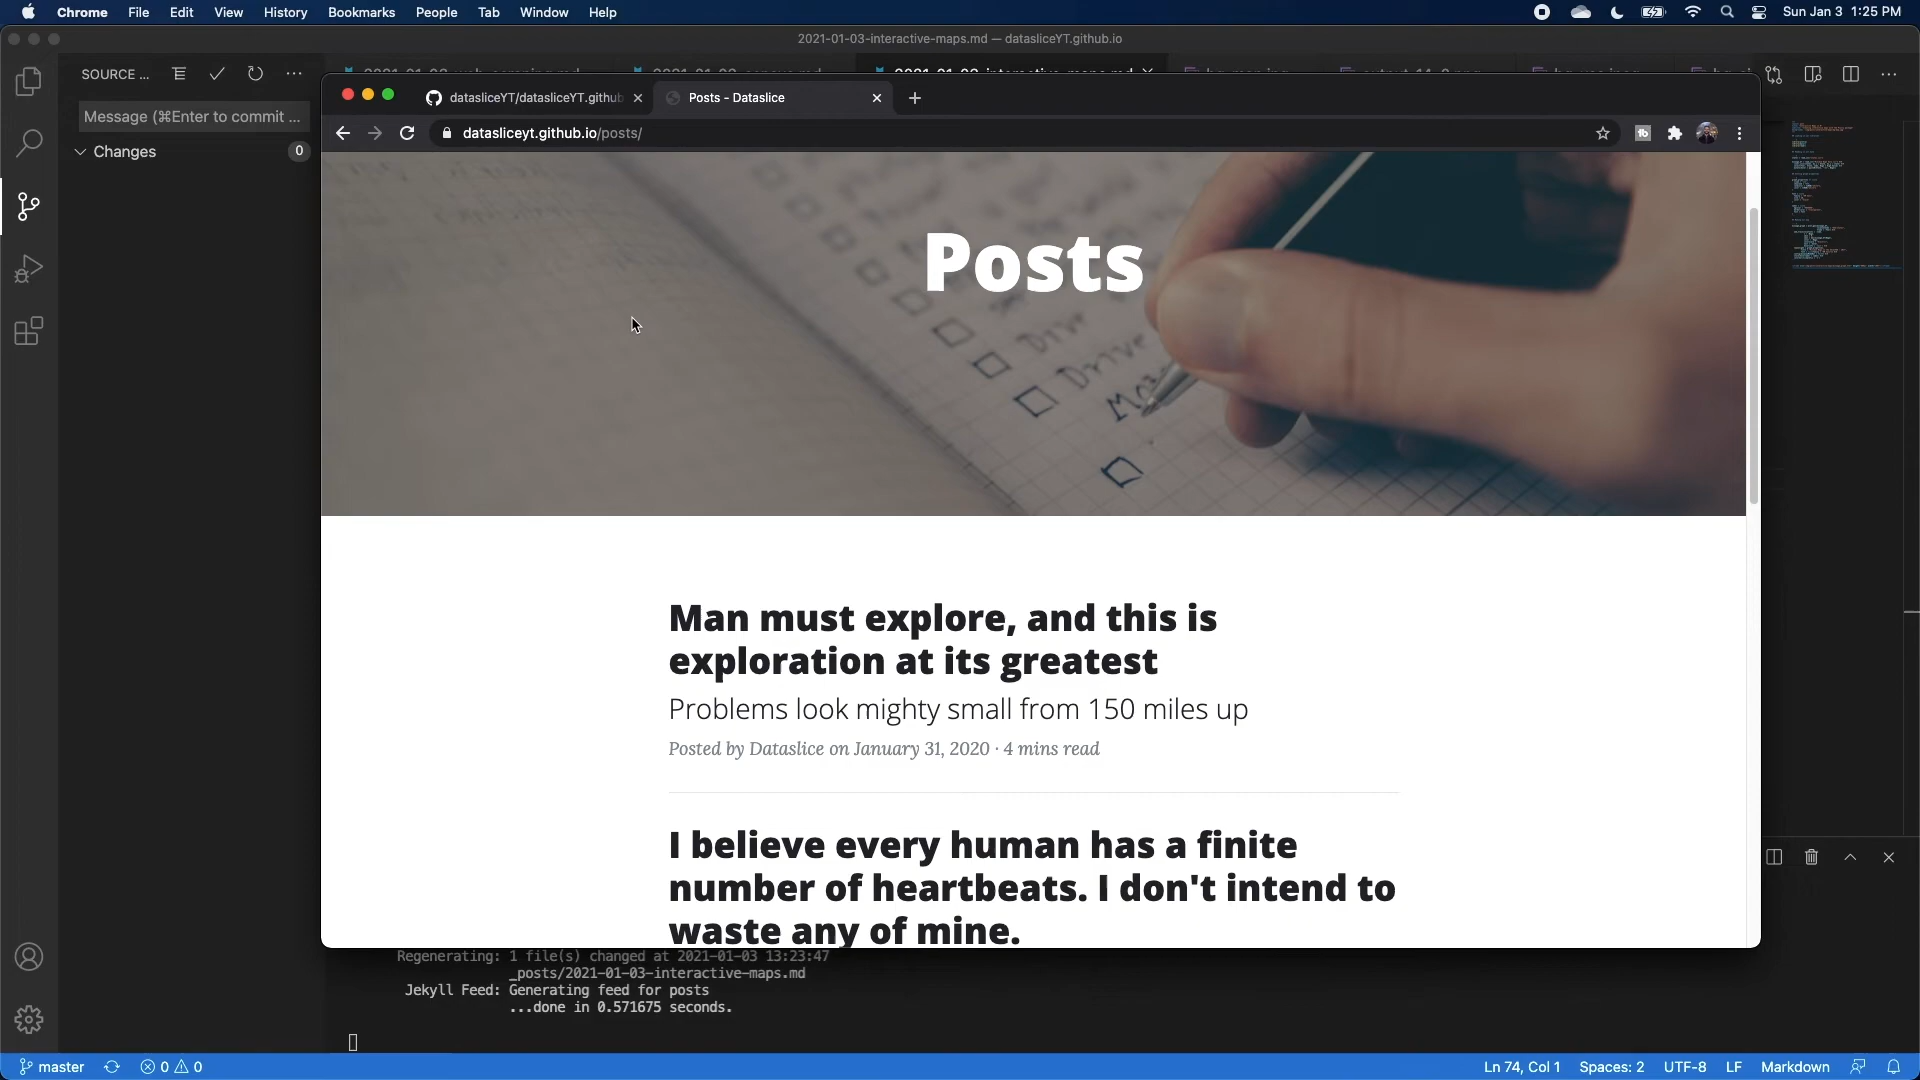 Chrome File Edit View History Bookmarks People Tab Window Help Sun Jan 3 1:25 PM
2021-01-03-interactive-maps.md — datasliceYT.github.io
SOURCE ...
Message (⌘Enter to commit ...
Changes 0
datasliceYT/datasliceYT.github
Posts - Dataslice
datasliceyt.github.io/posts/
Posts
Drive
Drive
Man must explore, and this is
exploration at its greatest
Problems look mighty small from 150 miles up
Posted by Dataslice on January 31, 2020 · 4 mins read
I believe every human has a finite
number of heartbeats. I don't intend to
waste any of mine.
Regenerating: 1 file(s) changed at 2021-01-03 13:23:47
_posts/2021-01-03-interactive-maps.md
Jekyll Feed: Generating feed for posts
...done in 0.571675 seconds.
master 0 0 Ln 74, Col 1 Spaces: 2 UTF-8 LF Markdown